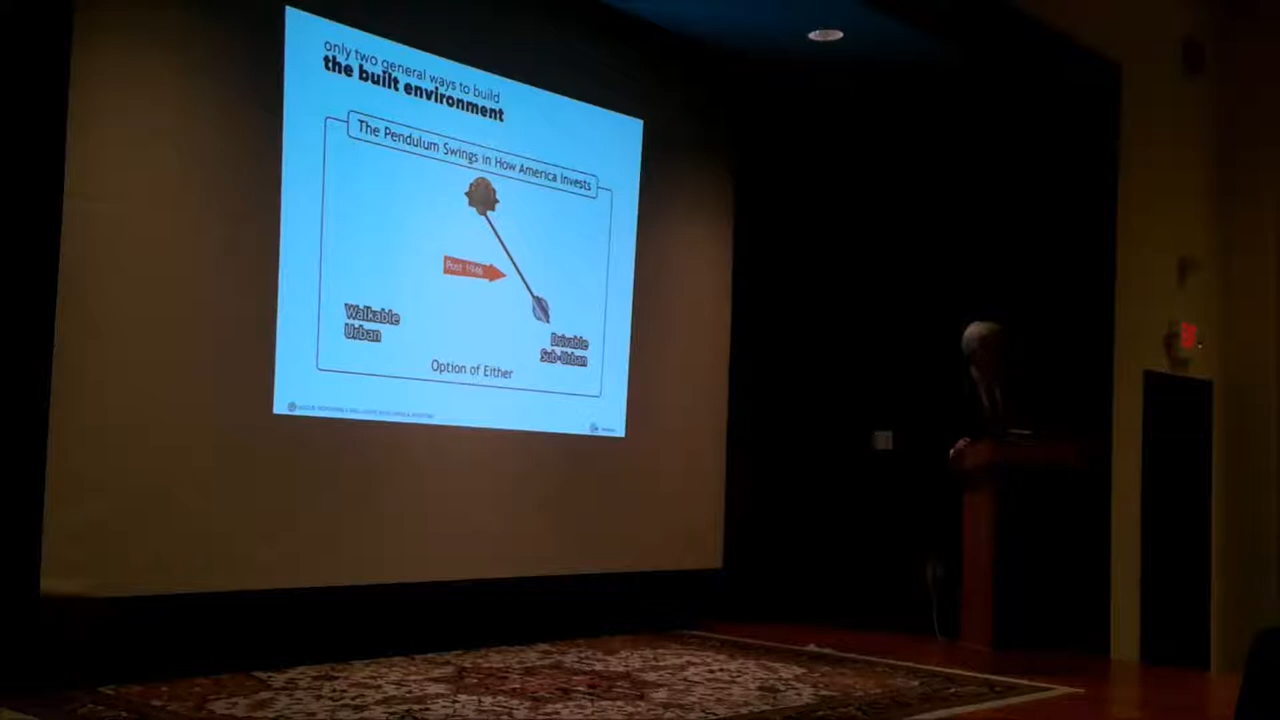 only two general ways to build
the built environment
The Pendulum Swings in How America Invests
Post 1946
Walkable
Urban
Drivable
Sub-Urban
Option of Either